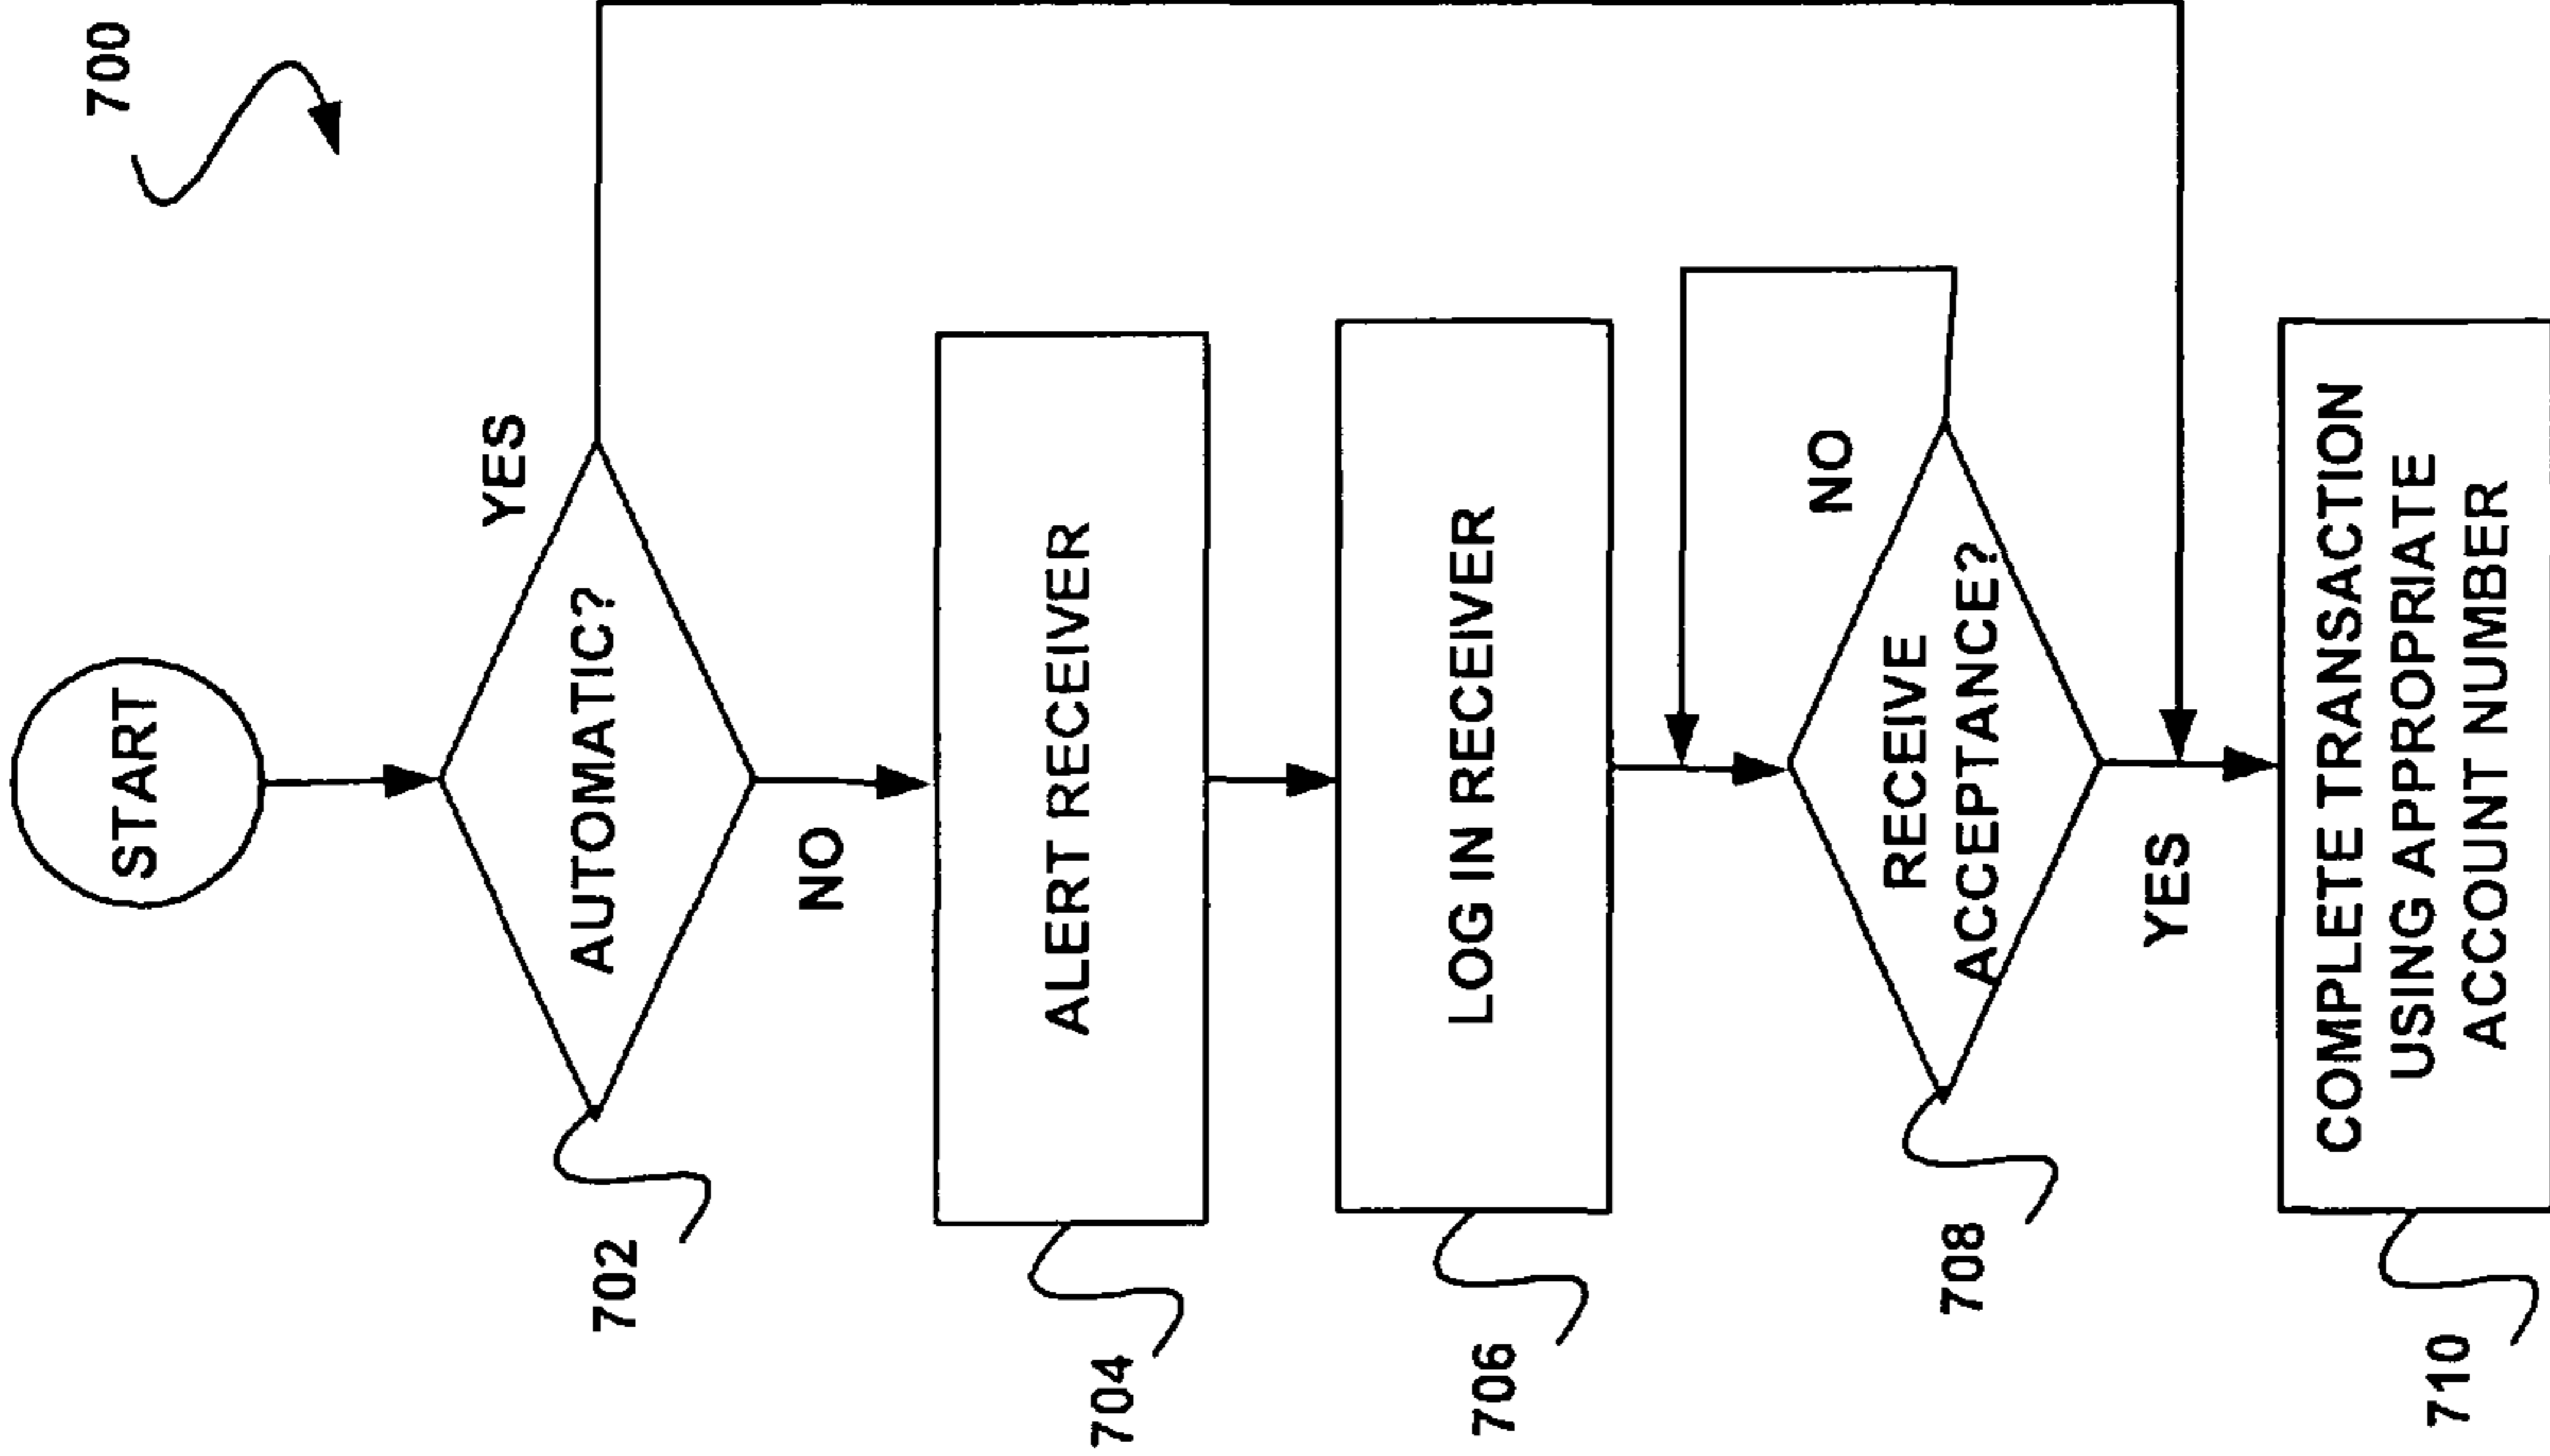 700
START
AUTOMATIC?
YES
702
NO
ALERT RECEIVER
704
LOG IN RECEIVER
706
RECEIVE
ACCEPTANCE?
NO
708
YES
COMPLETE TRANSACTION
USING APPROPRIATE
ACCOUNT NUMBER
710